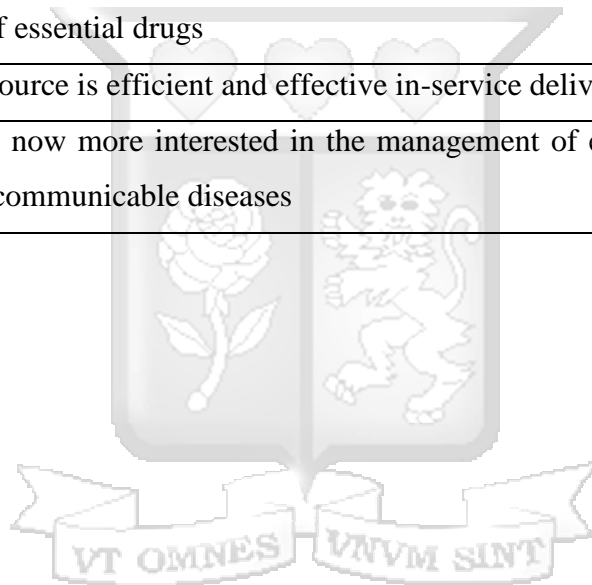 f essential drugs
ource is efficient and effective in-service deliv
now more interested in the management of
communicable diseases
VT OMNES VNVM SINT